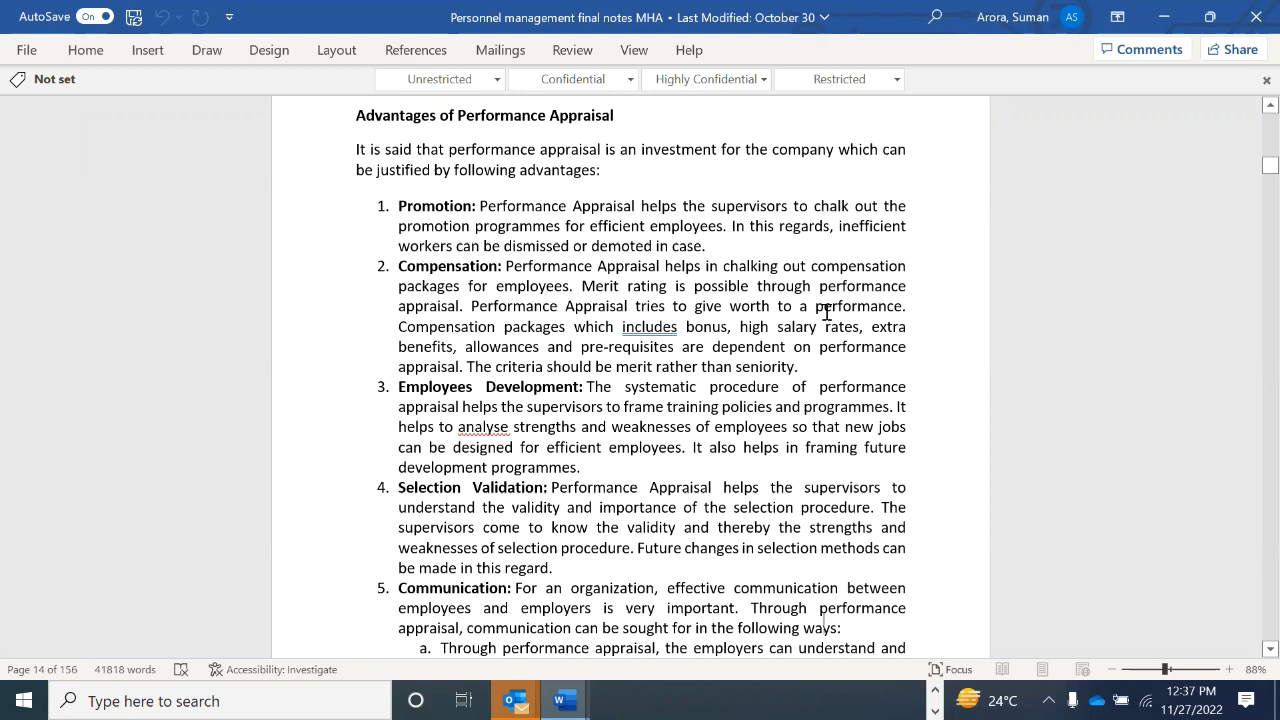 AutoSave On Personnel management final notes MHA • Last Modified: October 30 Arora, Suman AS
File Home Insert Draw Design Layout References Mailings Review View Help Comments Share
Not set Unrestricted Confidential Highly Confidential Restricted
Advantages of Performance Appraisal
It is said that performance appraisal is an investment for the company which can
be justified by following advantages:
1. Promotion: Performance Appraisal helps the supervisors to chalk out the
promotion programmes for efficient employees. In this regards, inefficient
workers can be dismissed or demoted in case.
2. Compensation: Performance Appraisal helps in chalking out compensation
packages for employees. Merit rating is possible through performance
appraisal. Performance Appraisal tries to give worth to a performance.
Compensation packages which includes bonus, high salary rates, extra
benefits, allowances and pre-requisites are dependent on performance
appraisal. The criteria should be merit rather than seniority.
3. Employees Development: The systematic procedure of performance
appraisal helps the supervisors to frame training policies and programmes. It
helps to analyse strengths and weaknesses of employees so that new jobs
can be designed for efficient employees. It also helps in framing future
development programmes.
4. Selection Validation: Performance Appraisal helps the supervisors to
understand the validity and importance of the selection procedure. The
supervisors come to know the validity and thereby the strengths and
weaknesses of selection procedure. Future changes in selection methods can
be made in this regard.
5. Communication: For an organization, effective communication between
employees and employers is very important. Through performance
appraisal, communication can be sought for in the following ways:
a. Through performance appraisal, the employers can understand and
Page 14 of 156 41818 words Accessibility: Investigate Focus 88%
Type here to search 24°C 12:37 PM
11/27/2022